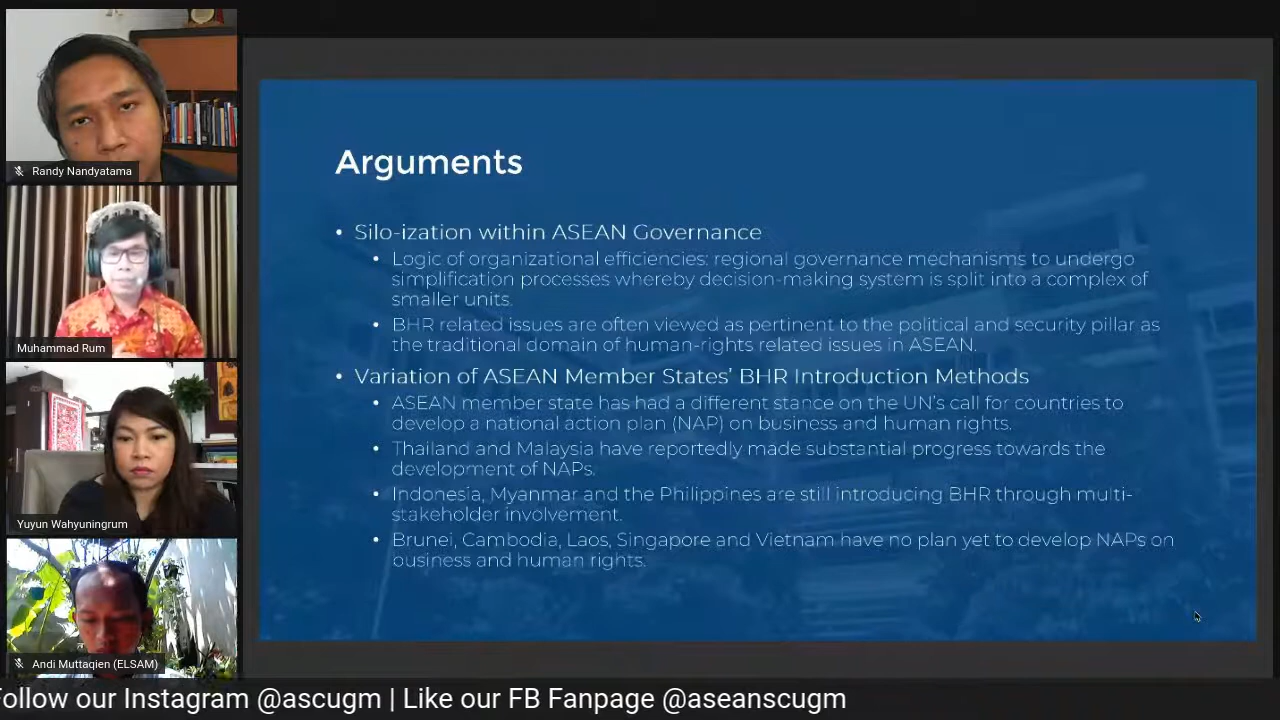 Randy Nandyatama
Muhammad Rum
Yuyun Wahyuningrum
Andi Muttaqien (ELSAM)
Arguments
• Silo-ization within ASEAN Governance
• Logic of organizational efficiencies: regional governance mechanisms to undergo
simplification processes whereby decision-making system is split into a complex of
smaller units.
• BHR related issues are often viewed as pertinent to the political and security pillar as
the traditional domain of human-rights related issues in ASEAN.
• Variation of ASEAN Member States' BHR Introduction Methods
• ASEAN member state has had a different stance on the UN's call for countries to
develop a national action plan (NAP) on business and human rights.
• Thailand and Malaysia have reportedly made substantial progress towards the
development of NAPs.
• Indonesia, Myanmar and the Philippines are still introducing BHR through multi-
stakeholder involvement.
• Brunei, Cambodia, Laos, Singapore and Vietnam have no plan yet to develop NAPs on
business and human rights.
Follow our Instagram @ascugm | Like our FB Fanpage @aseanscugm